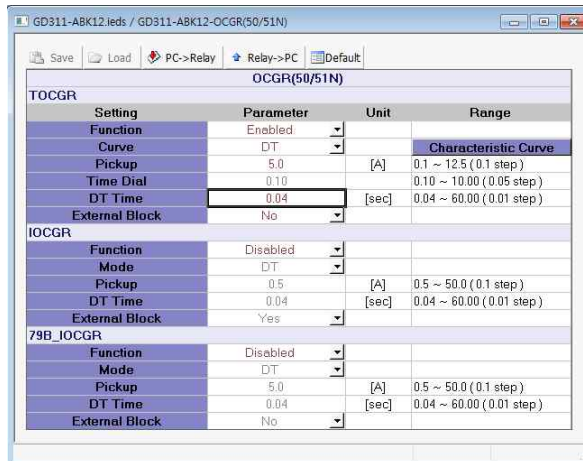 GD311-ABK12.ieds / GD311-ABK12-OCGR(50/51N)
Save Load PC->Relay Relay->PC Default
OCGR(50/51N)
TOCGR
Setting Parameter Unit Range
Function Enabled
Curve DT Characteristic Curve
Pickup 5.0 [A] 0.1 ~ 12.5 ( 0.1 step )
Time Dial 0.10 0.10 ~ 10.00 ( 0.05 step )
DT Time 0.04 [sec] 0.04 ~ 60.00 ( 0.01 step )
External Block No
IOCGR
Function Disabled
Mode DT
Pickup 0.5 [A] 0.5 ~ 50.0 ( 0.1 step )
DT Time 0.04 [sec] 0.04 ~ 60.00 ( 0.01 step )
External Block Yes
79B_IOCGR
Function Disabled
Mode DT
Pickup 5.0 [A] 0.5 ~ 50.0 ( 0.1 step )
DT Time 0.04 [sec] 0.04 ~ 60.00 ( 0.01 step )
External Block No